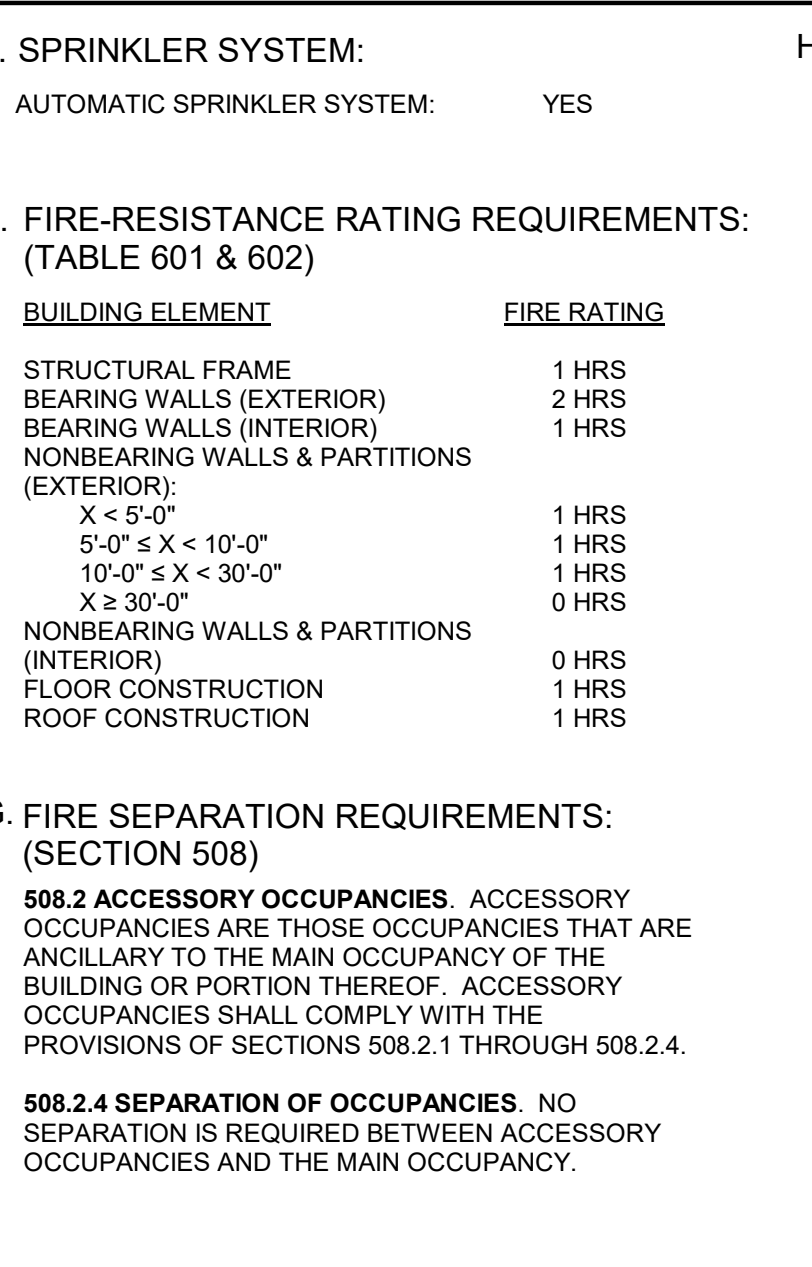 . SPRINKLER SYSTEM:
H
AUTOMATIC SPRINKLER SYSTEM: YES
. FIRE-RESISTANCE RATING REQUIREMENTS:
(TABLE 601 & 602)
BUILDING ELEMENT FIRE RATING
STRUCTURAL FRAME 1 HRS
BEARING WALLS (EXTERIOR) 2 HRS
BEARING WALLS (INTERIOR) 1 HRS
NONBEARING WALLS & PARTITIONS
(EXTERIOR):
X < 5'-0" 1 HRS
5'-0" ≤ X < 10'-0" 1 HRS
10'-0" ≤ X < 30'-0" 1 HRS
X ≥ 30'-0" 0 HRS
NONBEARING WALLS & PARTITIONS
(INTERIOR) 0 HRS
FLOOR CONSTRUCTION 1 HRS
ROOF CONSTRUCTION 1 HRS
G. FIRE SEPARATION REQUIREMENTS:
(SECTION 508)
508.2 ACCESSORY OCCUPANCIES. ACCESSORY
OCCUPANCIES ARE THOSE OCCUPANCIES THAT ARE
ANCILLARY TO THE MAIN OCCUPANCY OF THE
BUILDING OR PORTION THEREOF. ACCESSORY
OCCUPANCIES SHALL COMPLY WITH THE
PROVISIONS OF SECTIONS 508.2.1 THROUGH 508.2.4.
508.2.4 SEPARATION OF OCCUPANCIES. NO
SEPARATION IS REQUIRED BETWEEN ACCESSORY
OCCUPANCIES AND THE MAIN OCCUPANCY.